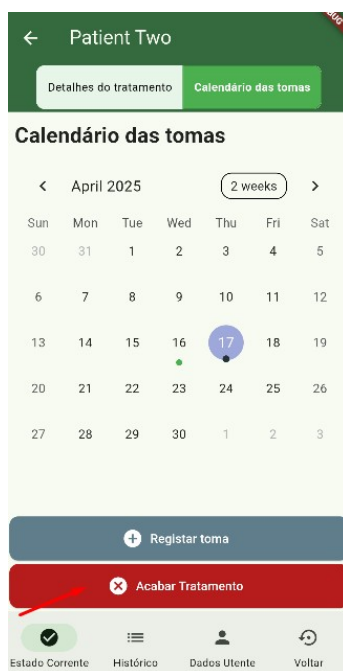 Patient Two
Detalhes do tratamento Calendário das tomas
Calendário das tomas
April 2025 2 weeks
Sun Mon Tue Wed Thu Fri Sat
30 31 1 2 3 4 5
6 7 8 9 10 11 12
13 14 15 16 17 18 19
20 21 22 23 24 25 26
27 28 29 30 1 2 3
Registar toma
Acabar Tratamento
Estado Corrente Histórico Dados Utente Voltar